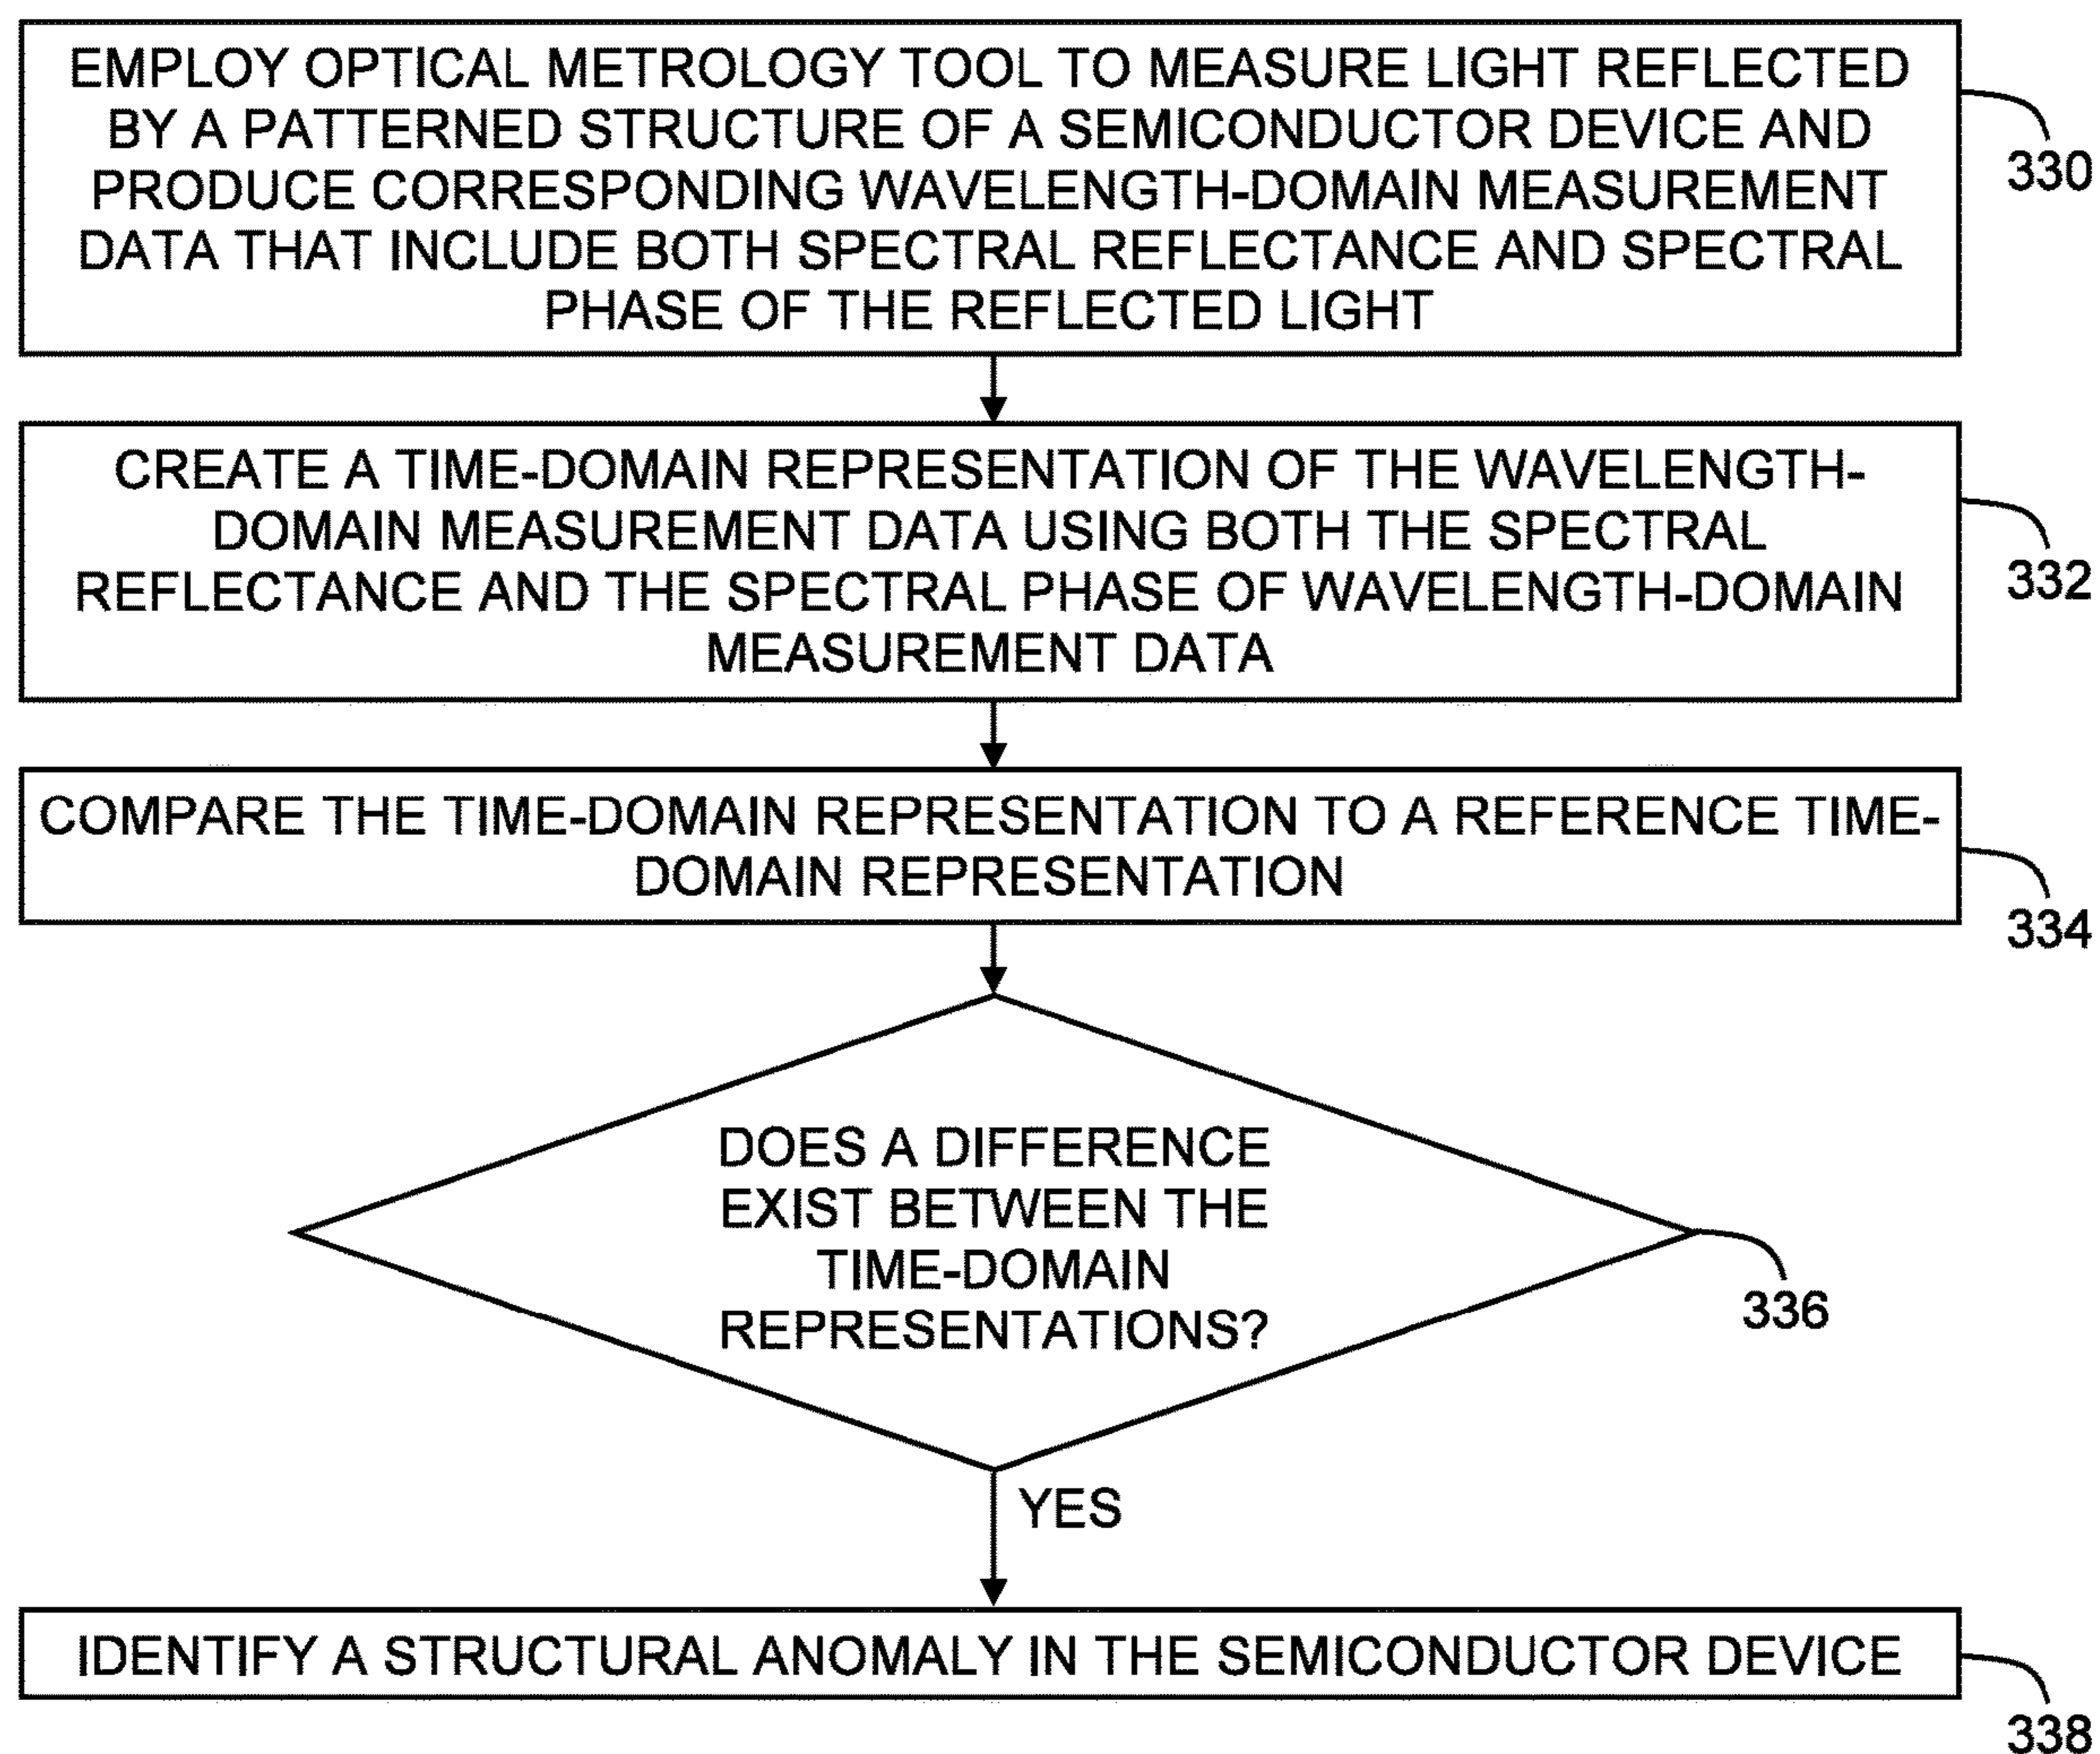 EMPLOY OPTICAL METROLOGY TOOL TO MEASURE LIGHT REFLECTED
BY A PATTERNED STRUCTURE OF A SEMICONDUCTOR DEVICE AND
PRODUCE CORRESPONDING WAVELENGTH-DOMAIN MEASUREMENT
DATA THAT INCLUDE BOTH SPECTRAL REFLECTANCE AND SPECTRAL
PHASE OF THE REFLECTED LIGHT
330
CREATE A TIME-DOMAIN REPRESENTATION OF THE WAVELENGTH-
DOMAIN MEASUREMENT DATA USING BOTH THE SPECTRAL
REFLECTANCE AND THE SPECTRAL PHASE OF WAVELENGTH-DOMAIN
MEASUREMENT DATA
332
COMPARE THE TIME-DOMAIN REPRESENTATION TO A REFERENCE TIME-
DOMAIN REPRESENTATION
334
DOES A DIFFERENCE
EXIST BETWEEN THE
TIME-DOMAIN
REPRESENTATIONS?
336
YES
IDENTIFY A STRUCTURAL ANOMALY IN THE SEMICONDUCTOR DEVICE
338